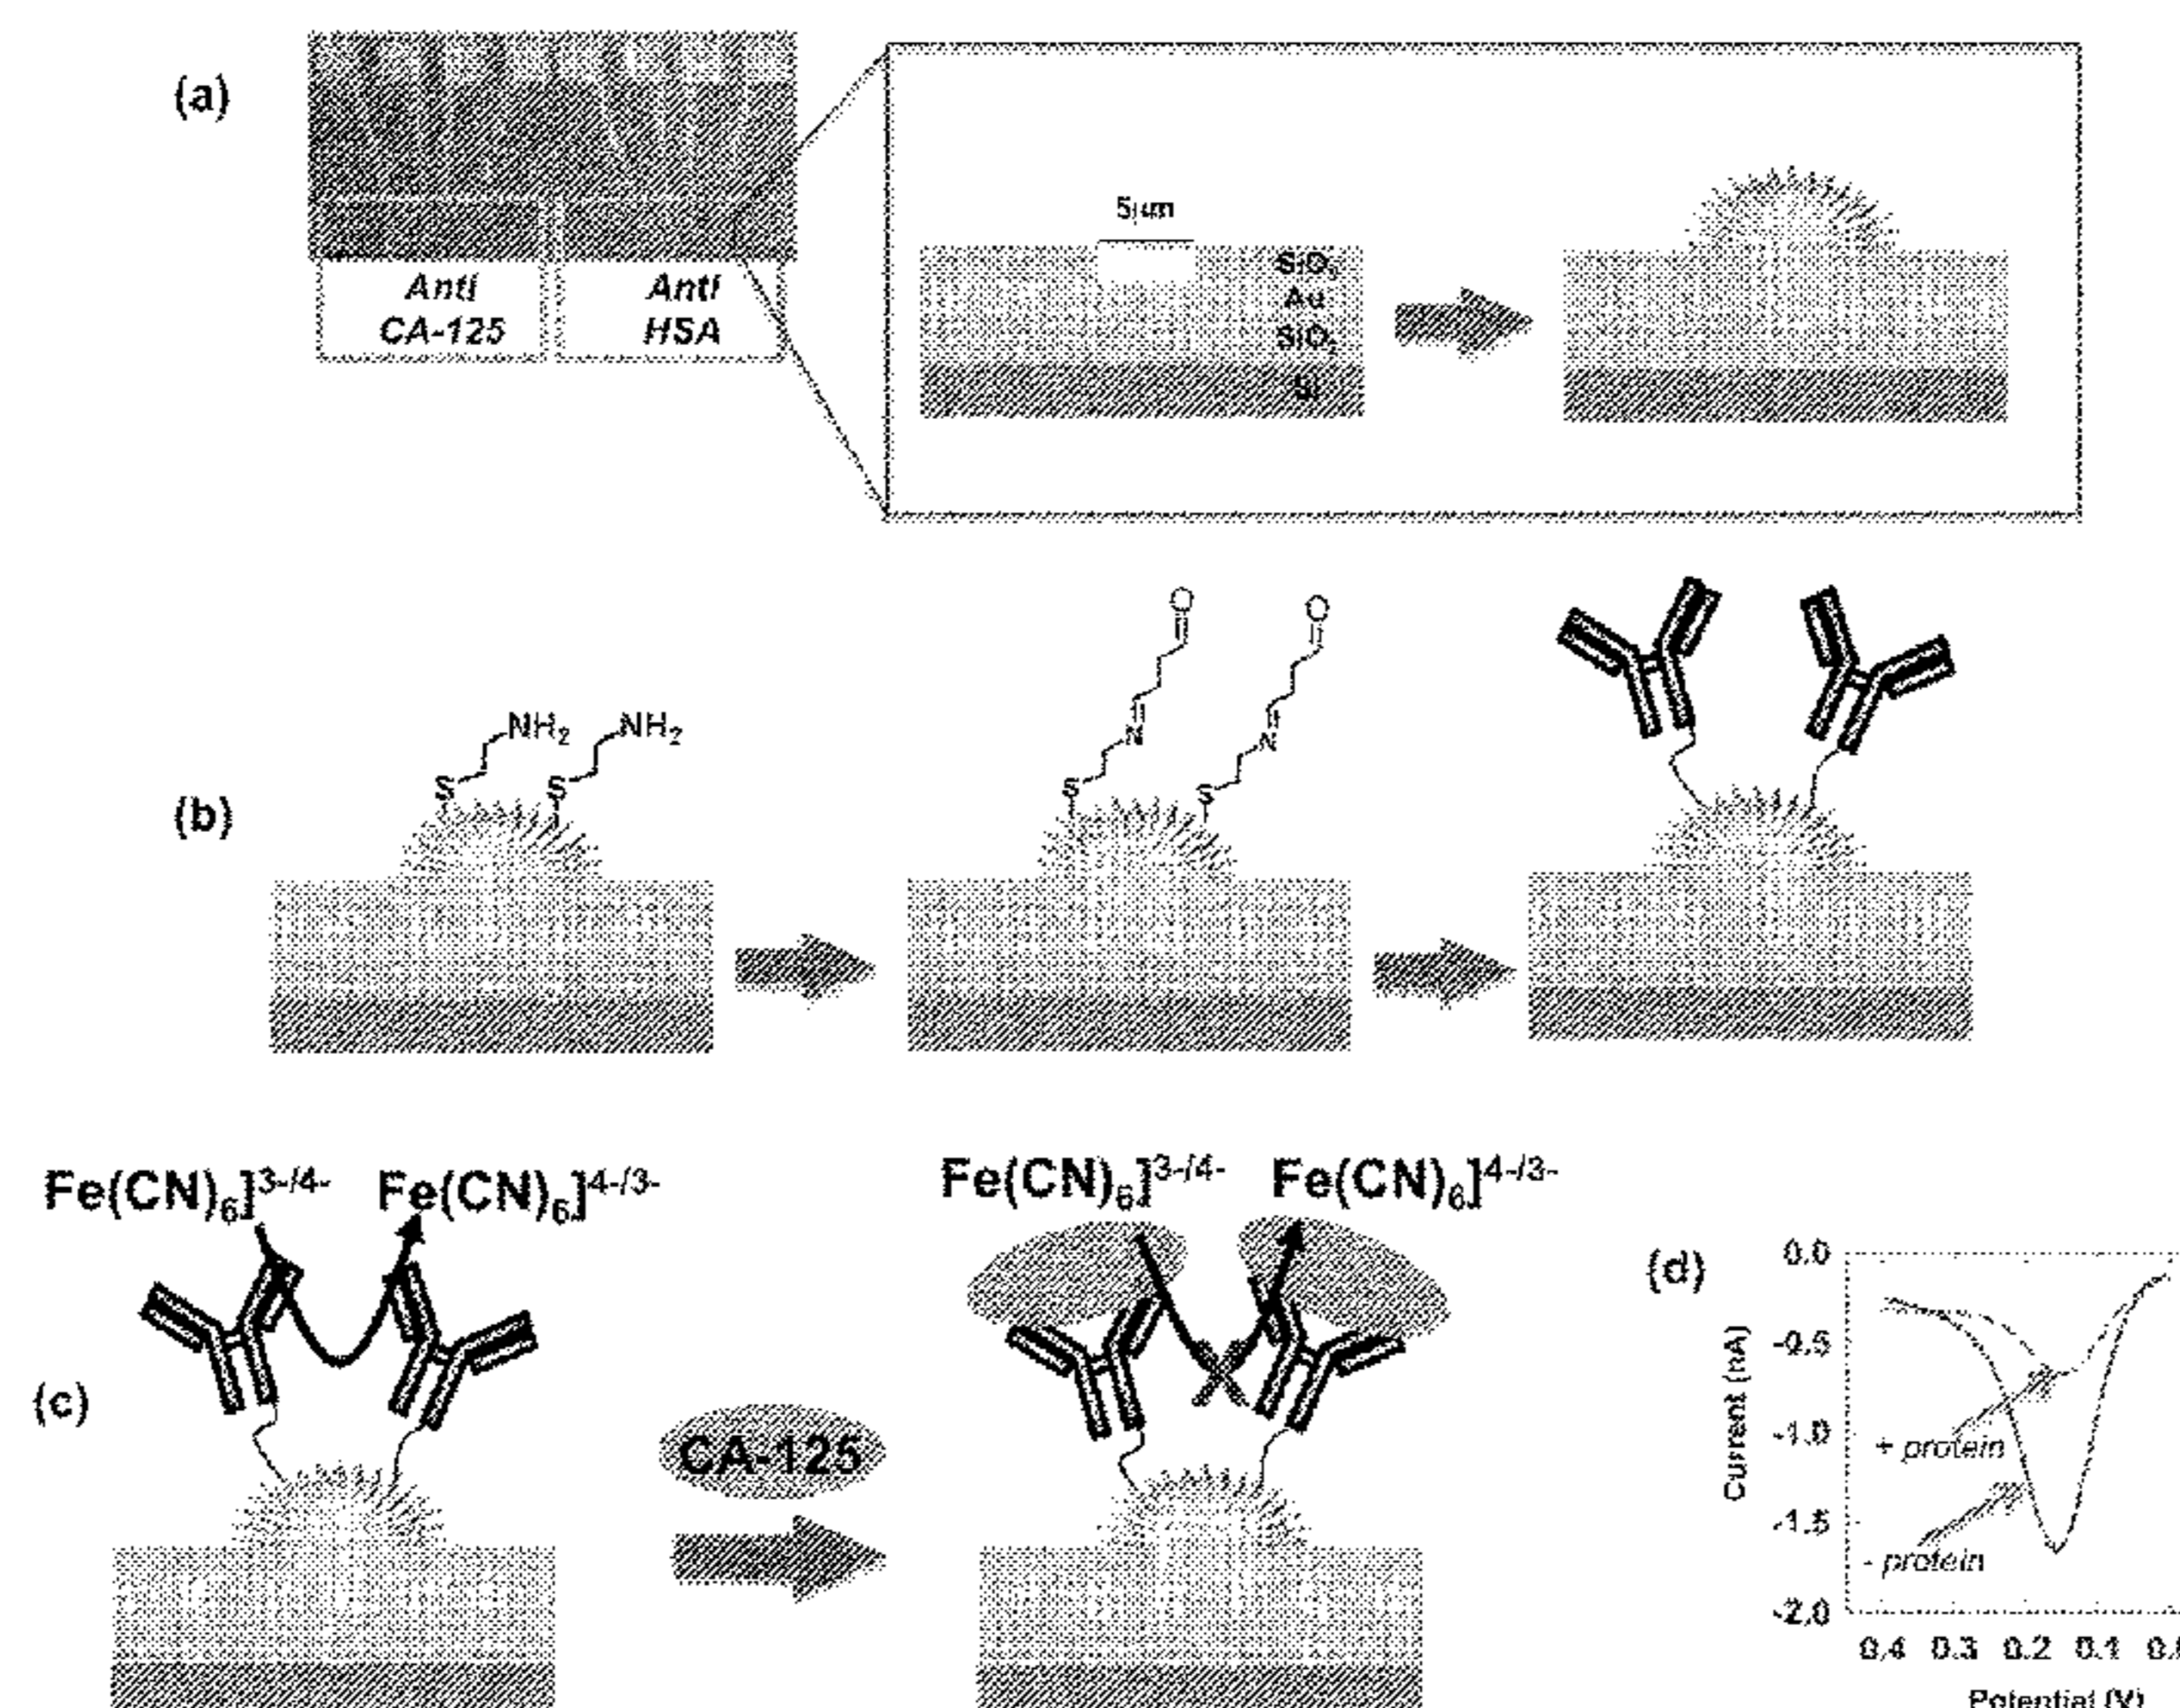 (a)
Anti
CA-125
Anti
HSA
5μm
SiO₂
Au
SiO₂
Si
(b)
S NH₂ S NH₂
S N O S N O
(c)
Fe(CN)₆]³⁻/⁴⁻ Fe(CN)₆]⁴⁻/³⁻
CA-125
Fe(CN)₆]³⁻/⁴⁻ Fe(CN)₆]⁴⁻/³⁻
(d)
Current (nA)
0.0
-0.5
-1.0
-1.5
-2.0
+ protein
- protein
0.4 0.3 0.2 0.1
Potential (V)